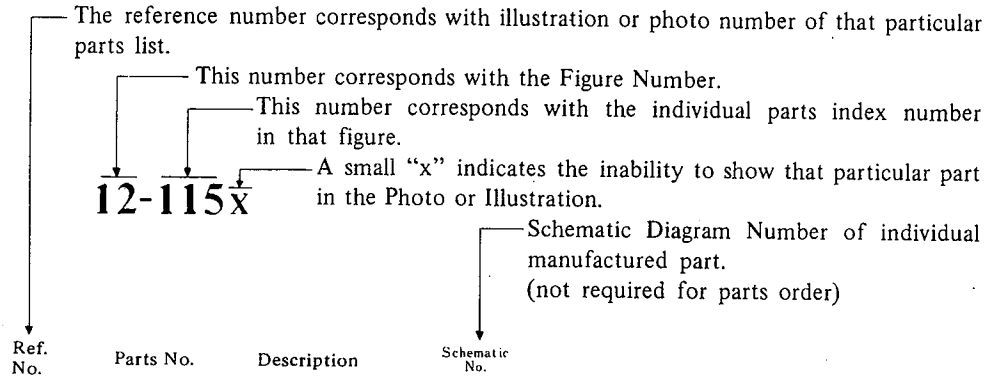 The reference number corresponds with illustration or photo number of that particular
parts list.
This number corresponds with the Figure Number.
This number corresponds with the individual parts index number
in that figure.
A small “x” indicates the inability to show that particular part
in the Photo or Illustration.
12-115x
Schematic Diagram Number of individual
manufactured part.
(not required for parts order)
Ref. No.
Parts No.
Description
Schematic No.